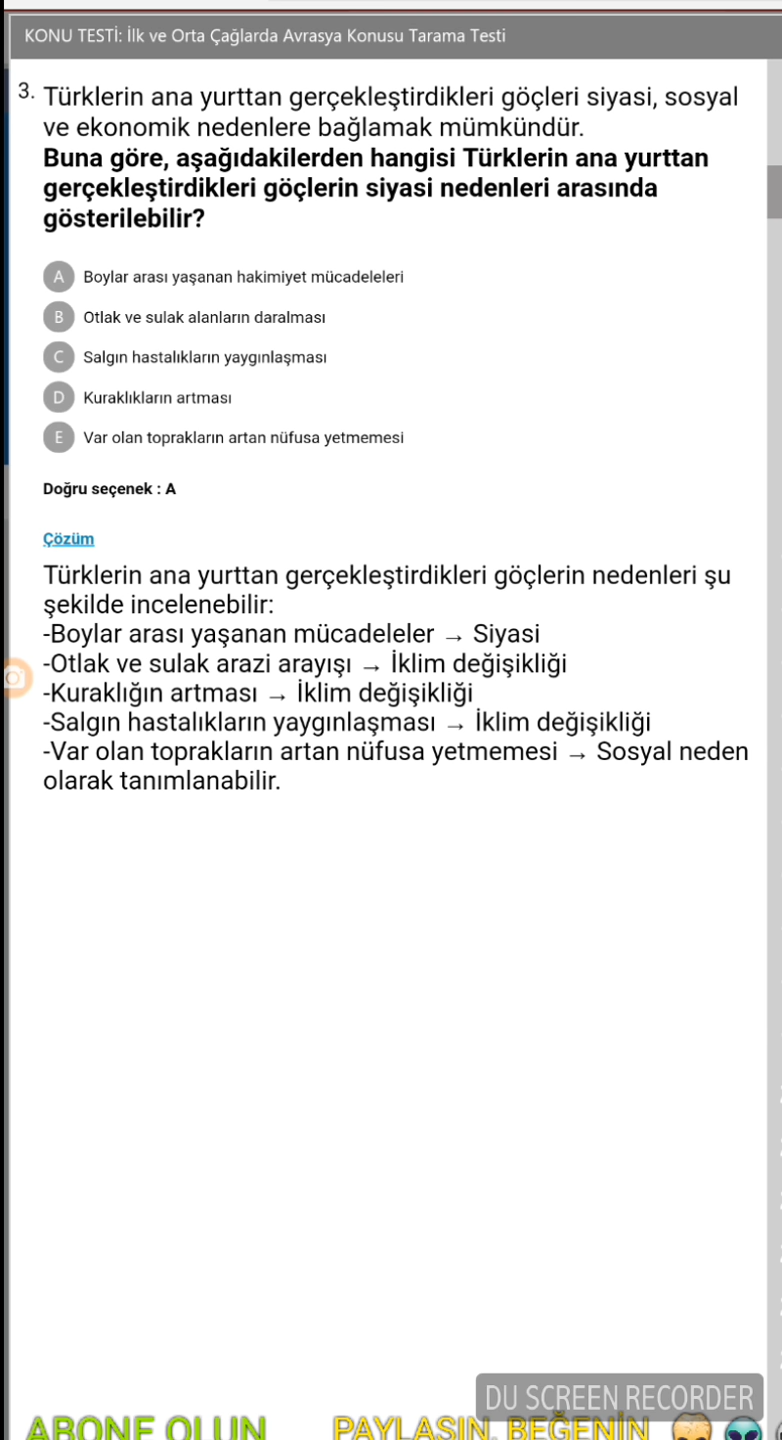 KONU TESTİ: İlk ve Orta Çağlarda Avrasya Konusu Tarama Testi
3. Türklerin ana yurttan gerçekleştirdikleri göçleri siyasi, sosyal
ve ekonomik nedenlere bağlamak mümkündür.
Buna göre, aşağıdakilerden hangisi Türklerin ana yurttan
gerçekleştirdikleri göçlerin siyasi nedenleri arasında
gösterilebilir?
A Boylar arası yaşanan hakimiyet mücadeleleri
B Otlak ve sulak alanların daralması
C Salgın hastalıkların yaygınlaşması
D Kuraklıkların artması
E Var olan toprakların artan nüfusa yetmemesi
Doğru seçenek : A
Çözüm
Türklerin ana yurttan gerçekleştirdikleri göçlerin nedenleri şu
şekilde incelenebilir:
-Boylar arası yaşanan mücadeleler → Siyasi
-Otlak ve sulak arazi arayışı → İklim değişikliği
-Kuraklığın artması → İklim değişikliği
-Salgın hastalıkların yaygınlaşması → İklim değişikliği
-Var olan toprakların artan nüfusa yetmemesi → Sosyal neden
olarak tanımlanabilir.
DU SCREEN RECORDER
ABONE OLUN PAYLAŞIN, BEĞENİN